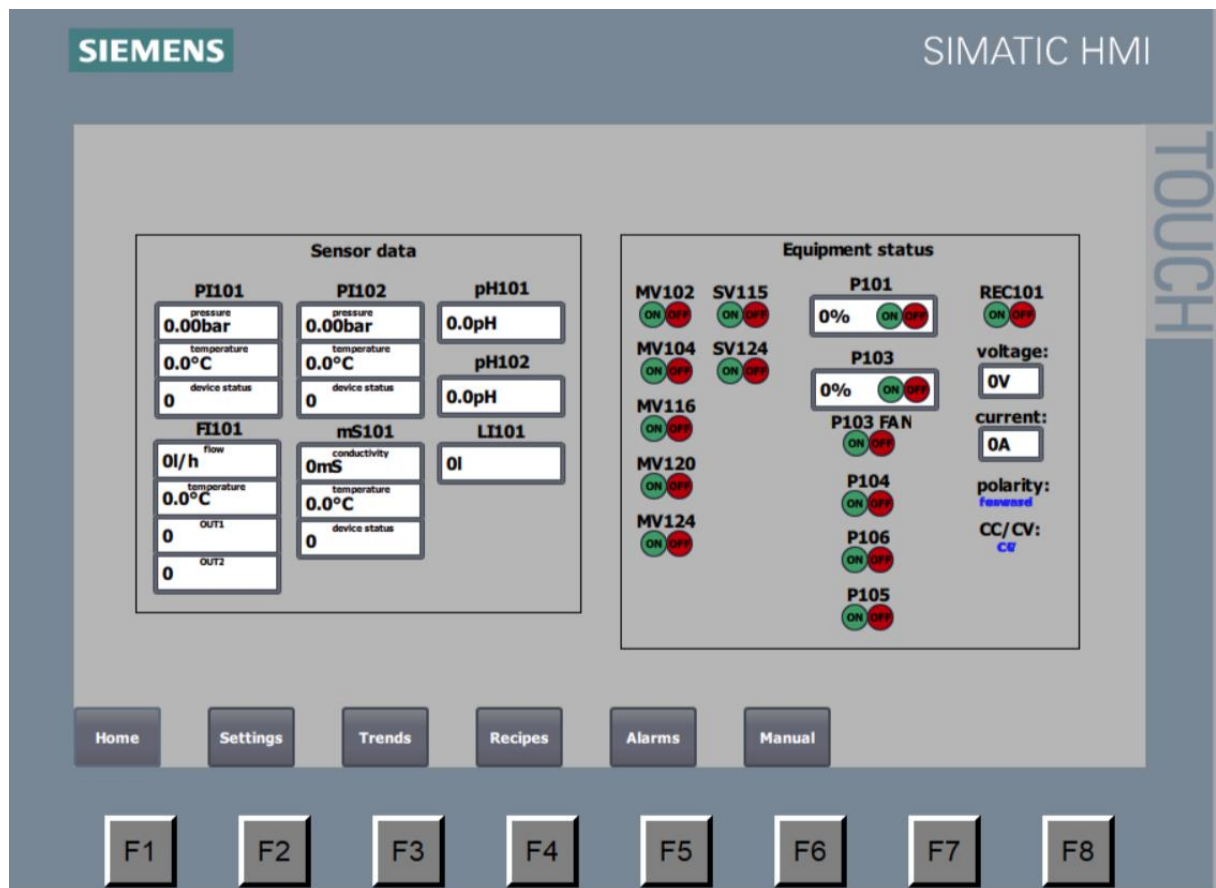 SIEMENS
SIMATIC HMI
TOUCH
Sensor data
PI101
pressure
0.00bar
temperature
0.0°C
device status
0
PI102
pressure
0.00bar
temperature
0.0°C
device status
0
pH101
0.0pH
pH102
0.0pH
FI101
flow
0l/h
temperature
0.0°C
OUT1
0
OUT2
0
mS101
conductivity
0mS
temperature
0.0°C
device status
0
LI101
0l
Equipment status
MV102
ON OFF
MV104
ON OFF
MV116
ON OFF
MV120
ON OFF
MV124
ON OFF
SV115
ON OFF
SV124
ON OFF
P101
0% ON OFF
P103
0% ON OFF
P103 FAN
ON OFF
P104
ON OFF
P106
ON OFF
P105
ON OFF
REC101
ON OFF
voltage:
0V
current:
0A
polarity:
forward
CC/CV:
Home
Settings
Trends
Recipes
Alarms
Manual
F1
F2
F3
F4
F5
F6
F7
F8